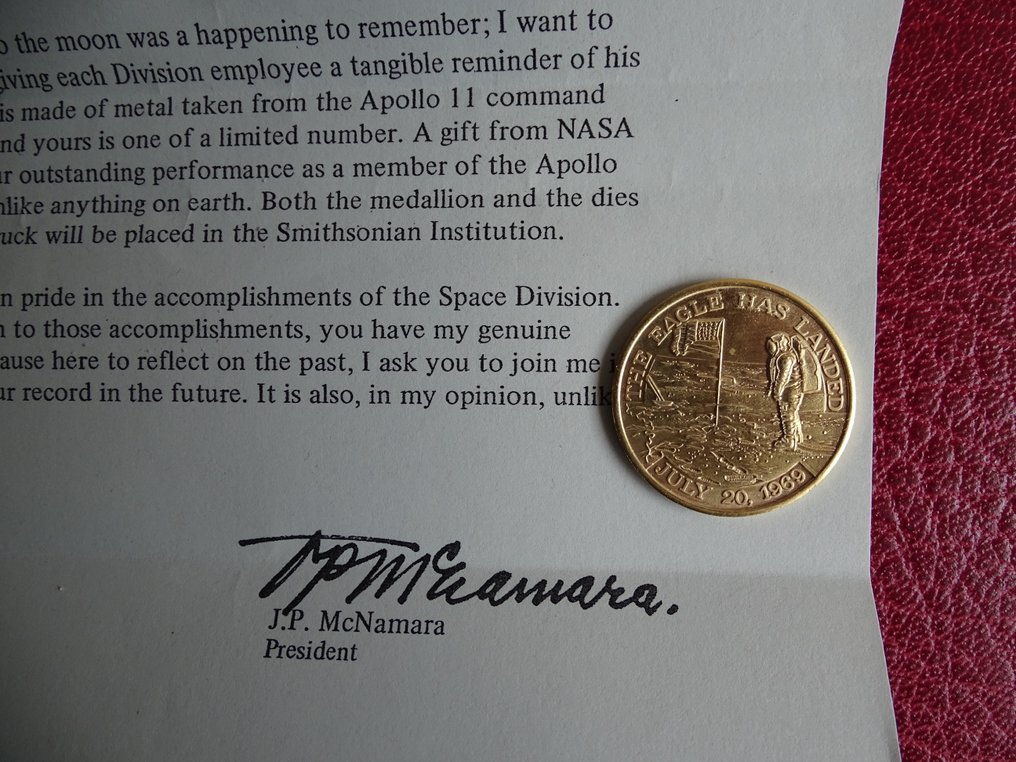 the moon was a happening to remember; I want to
giving each Division employee a tangible reminder of his
is made of metal taken from the Apollo 11 command
nd yours is one of a limited number. A gift from NASA
r outstanding performance as a member of the Apollo
nlike anything on earth. Both the medallion and the dies
uck will be placed in the Smithsonian Institution.
n pride in the accomplishments of the Space Division.
n to those accomplishments, you have my genuine
ause here to reflect on the past, I ask you to join me i
ur record in the future. It is also, in my opinion, unlik
THE EAGLE HAS LANDED
JULY 20, 1969
JP McNamara.
J.P. McNamara
President